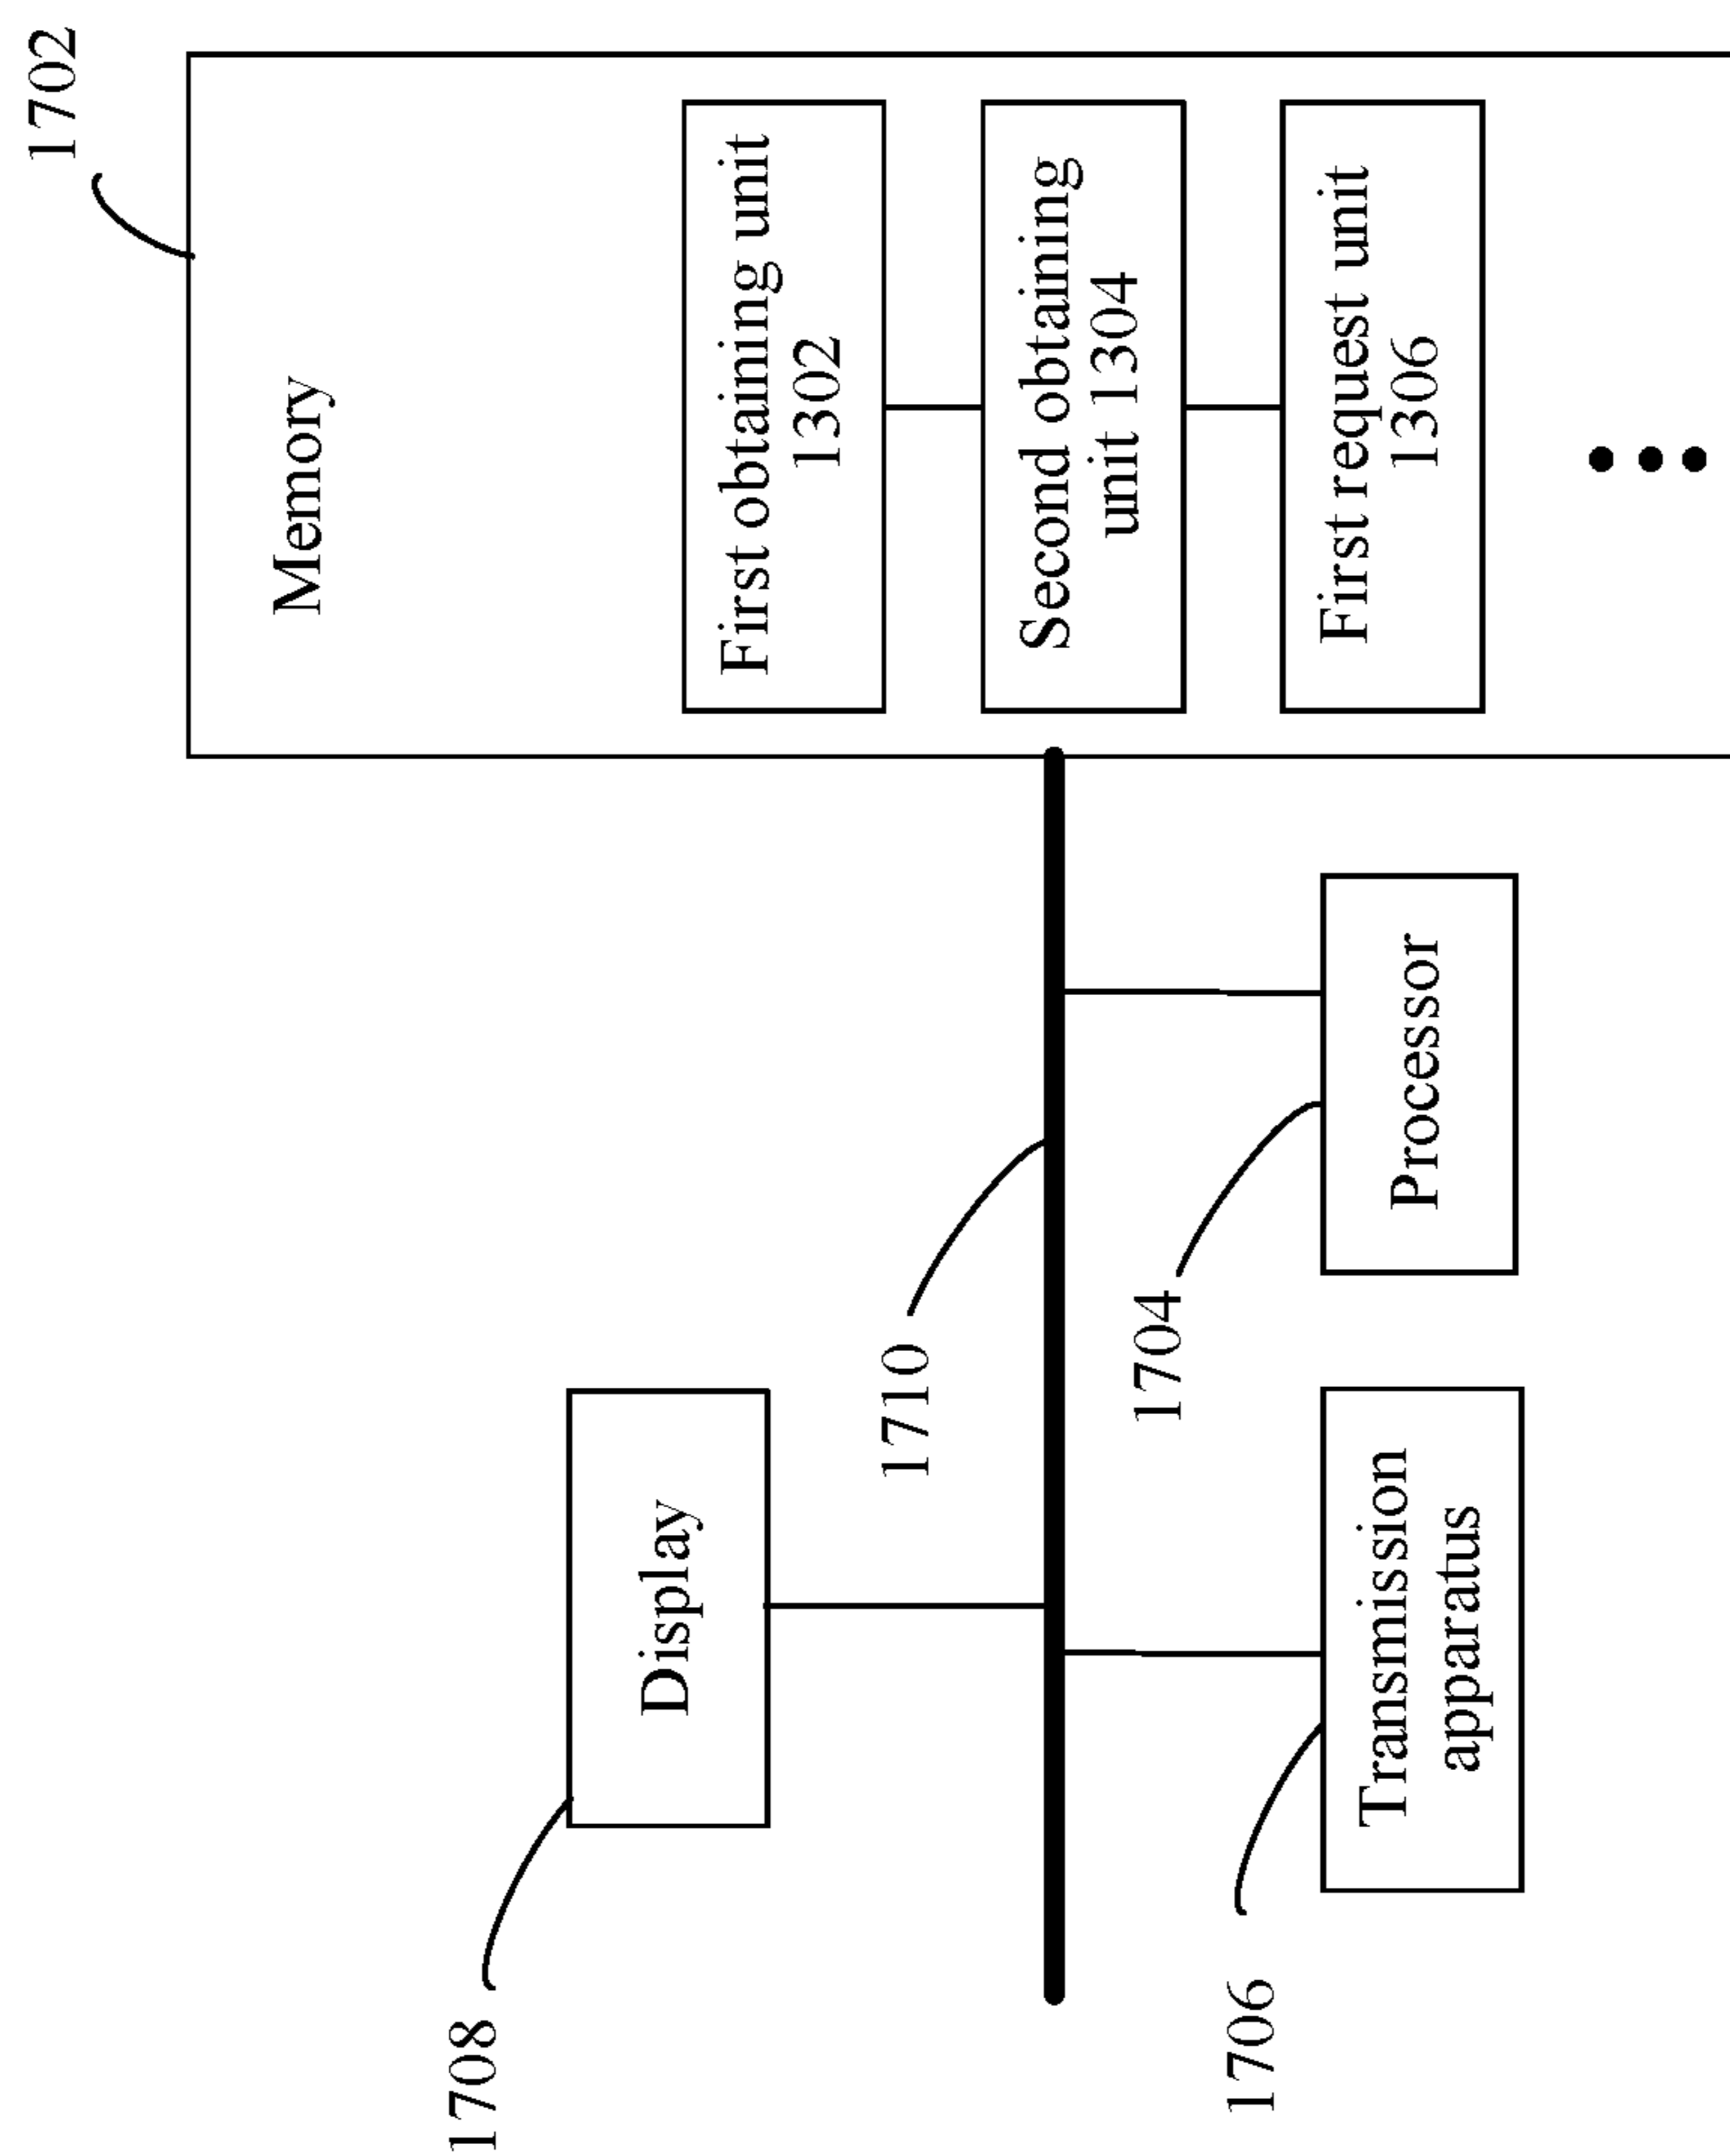 1702
Memory
First obtaining unit
1302
Second obtaining
unit 1304
First request unit
1306
1708
Display
1710
1704
Processor
1706
Transmission
apparatus